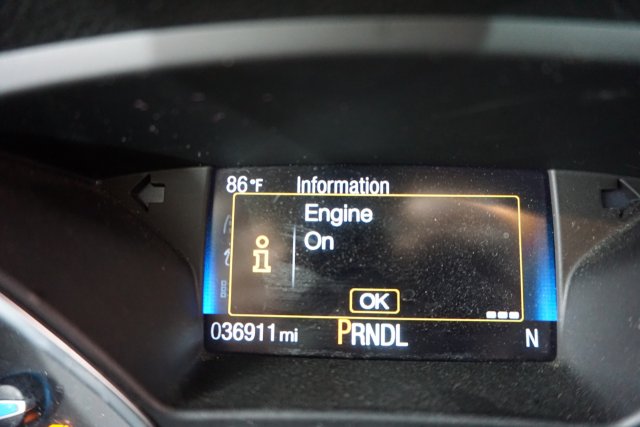 86°F Information
Engine
On
i
OK
036911 mi PRNDL N